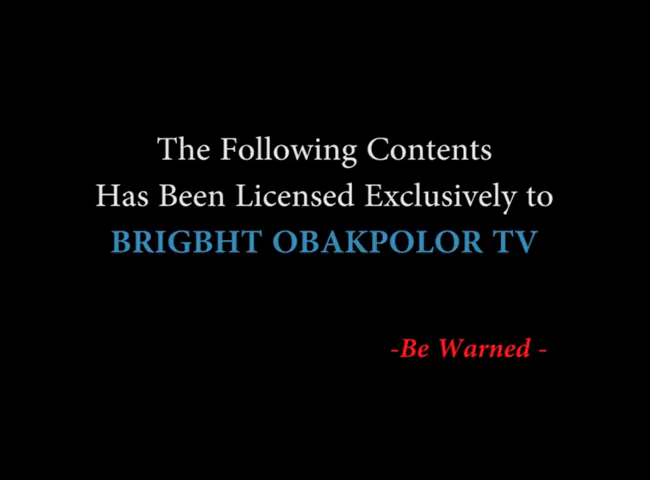 The Following Contents
Has Been Licensed Exclusively to
BRIGBHT OBAKPOLOR TV
-Be Warned -